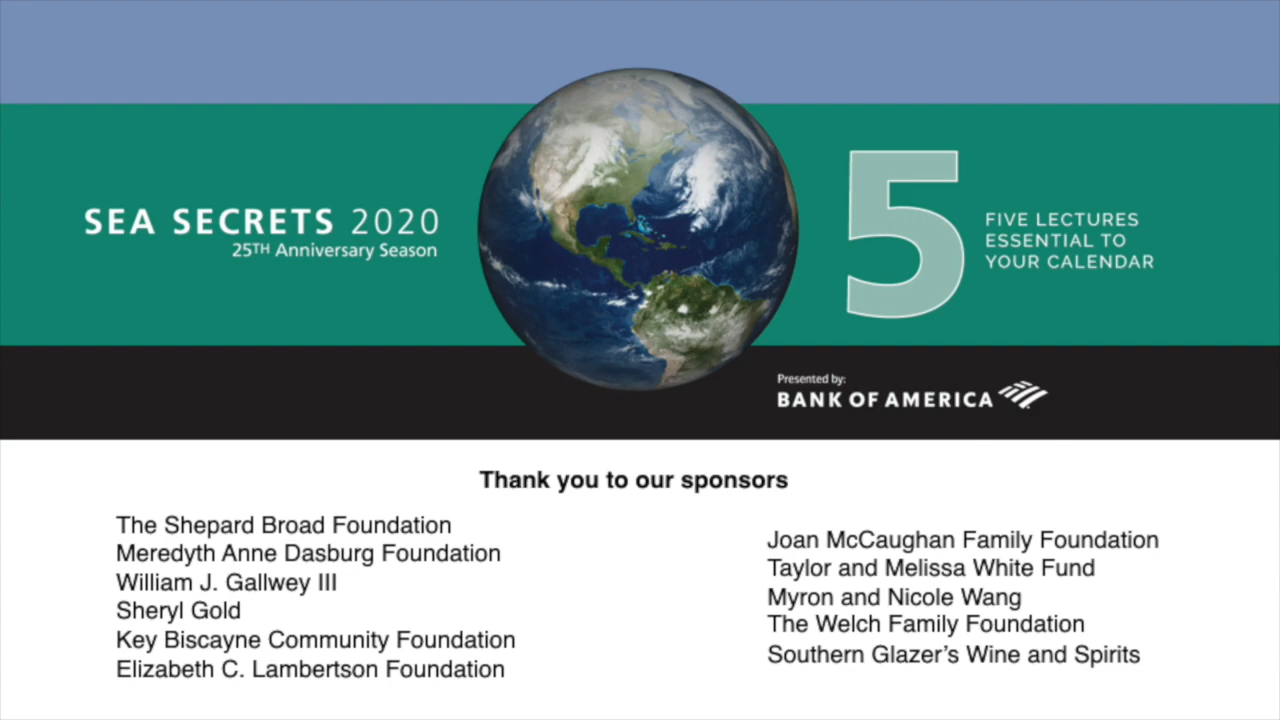 SEA SECRETS 2020
25TH Anniversary Season
5
FIVE LECTURES
ESSENTIAL TO
YOUR CALENDAR
Presented by:
BANK OF AMERICA
Thank you to our sponsors
The Shepard Broad Foundation
Meredyth Anne Dasburg Foundation
William J. Gallwey III
Sheryl Gold
Key Biscayne Community Foundation
Elizabeth C. Lambertson Foundation
Joan McCaughan Family Foundation
Taylor and Melissa White Fund
Myron and Nicole Wang
The Welch Family Foundation
Southern Glazer’s Wine and Spirits